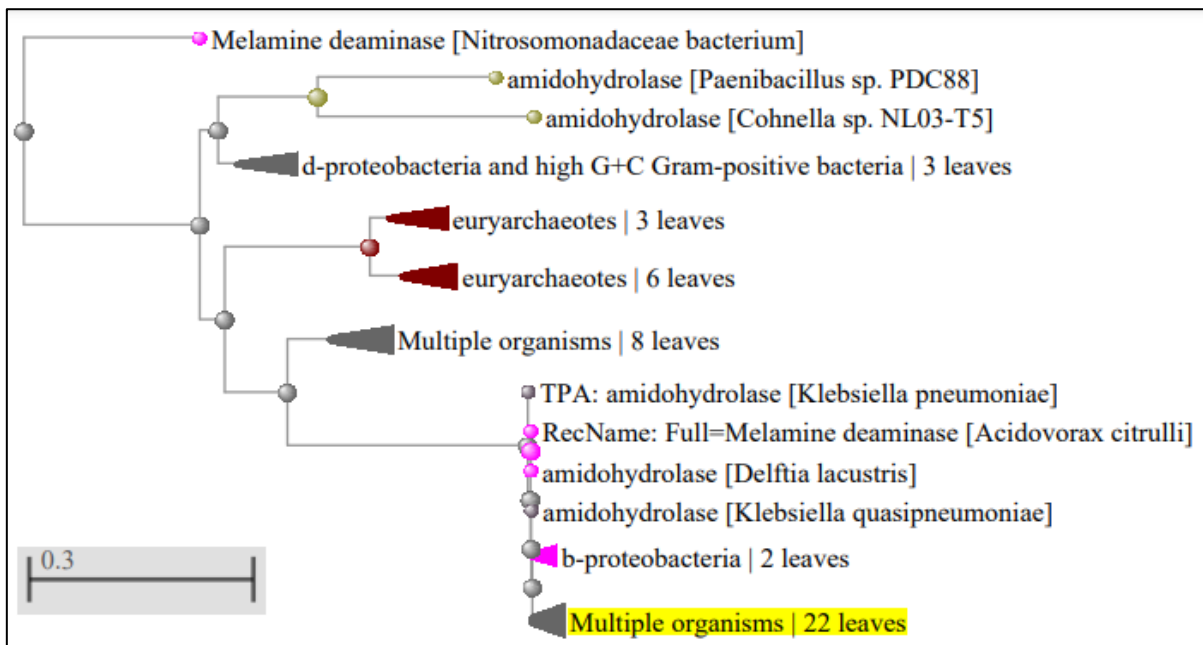 Melamine deaminase [Nitrosomonadaceae bacterium]
amidohydrolase [Paenibacillus sp. PDC88]
amidohydrolase [Cohnella sp. NL03-T5]
d-proteobacteria and high G+C Gram-positive bacteria | 3 leaves
euryarchaeotes | 3 leaves
euryarchaeotes | 6 leaves
Multiple organisms | 8 leaves
TPA: amidohydrolase [Klebsiella pneumoniae]
RecName: Full=Melamine deaminase [Acidovorax citrulli]
amidohydrolase [Delftia lacustris]
amidohydrolase [Klebsiella quasipneumoniae]
b-proteobacteria | 2 leaves
0.3
Multiple organisms | 22 leaves